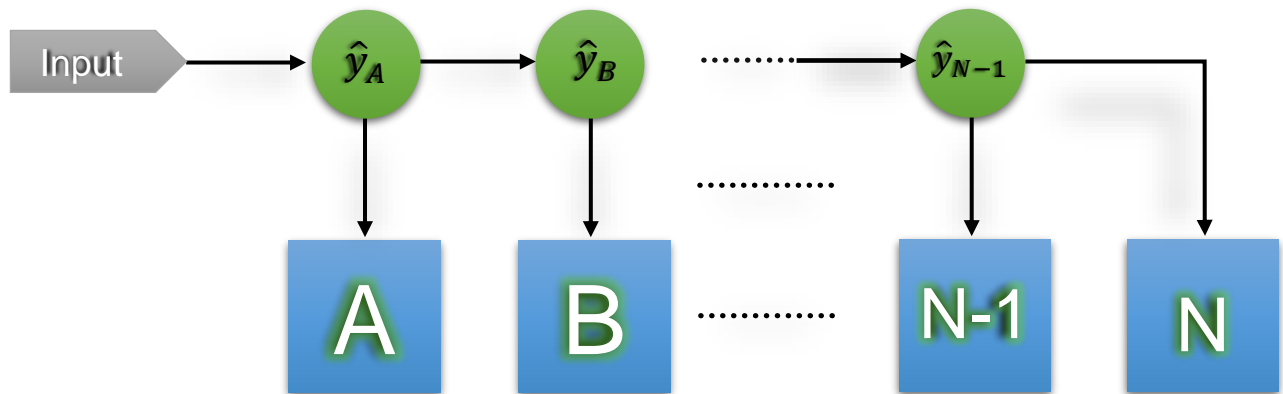 Input
ŷ_A
ŷ_B
ŷ_{N−1}
A
B
N-1
N